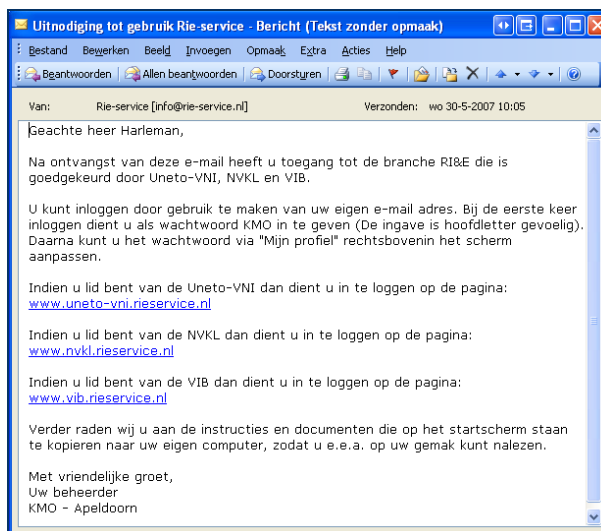 Uitnodiging tot gebruik Rie-service - Bericht (Tekst zonder opmaak)
Bestand Bewerken Beeld Invoegen Opmaak Extra Acties Help
Beantwoorden Allen beantwoorden Doorsturen
Van: Rie-service [info@rie-service.nl] Verzonden: wo 30-5-2007 10:05
Geachte heer Harleman,
Na ontvangst van deze e-mail heeft u toegang tot de branche RI&E die is
goedgekeurd door Uneto-VNI, NVKL en VIB.
U kunt inloggen door gebruik te maken van uw eigen e-mail adres. Bij de eerste keer
inloggen dient u als wachtwoord KMO in te geven (De ingave is hoofdletter gevoelig).
Daarna kunt u het wachtwoord via "Mijn profiel" rechtsbovenin het scherm
aanpassen.
Indien u lid bent van de Uneto-VNI dan dient u in te loggen op de pagina:
www.uneto-vni.rieservice.nl
Indien u lid bent van de NVKL dan dient u in te loggen op de pagina:
www.nvkl.rieservice.nl
Indien u lid bent van de VIB dan dient u in te loggen op de pagina:
www.vib.rieservice.nl
Verder raden wij u aan de instructies en documenten die op het startscherm staan
te kopieren naar uw eigen computer, zodat u e.e.a. op uw gemak kunt nalezen.
Met vriendelijke groet,
Uw beheerder
KMO - Apeldoorn